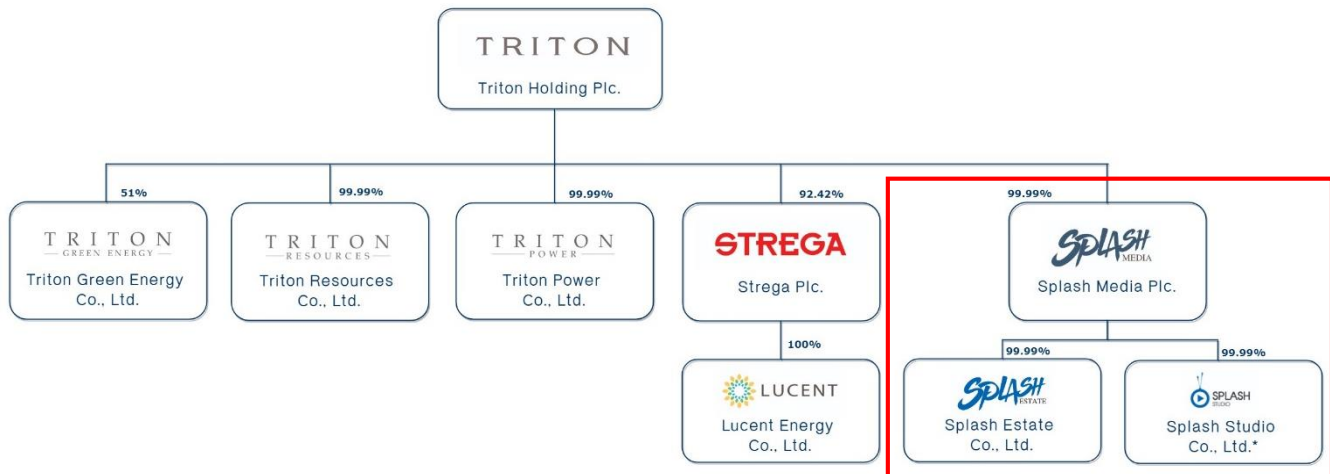 TRITON
Triton Holding Plc.
51%
99.99%
99.99%
92.42%
99.99%
TRITON
GREEN ENERGY
Triton Green Energy
Co., Ltd.
TRITON
RESOURCES
Triton Resources
Co., Ltd.
TRITON
POWER
Triton Power
Co., Ltd.
STREGA
Strega Plc.
SPLASH
MEDIA
Splash Media Plc.
100%
99.99%
99.99%
LUCENT
Lucent Energy
Co., Ltd.
SPLASH
ESTATE
Splash Estate
Co., Ltd.
SPLASH
STUDIO
Splash Studio
Co., Ltd.*